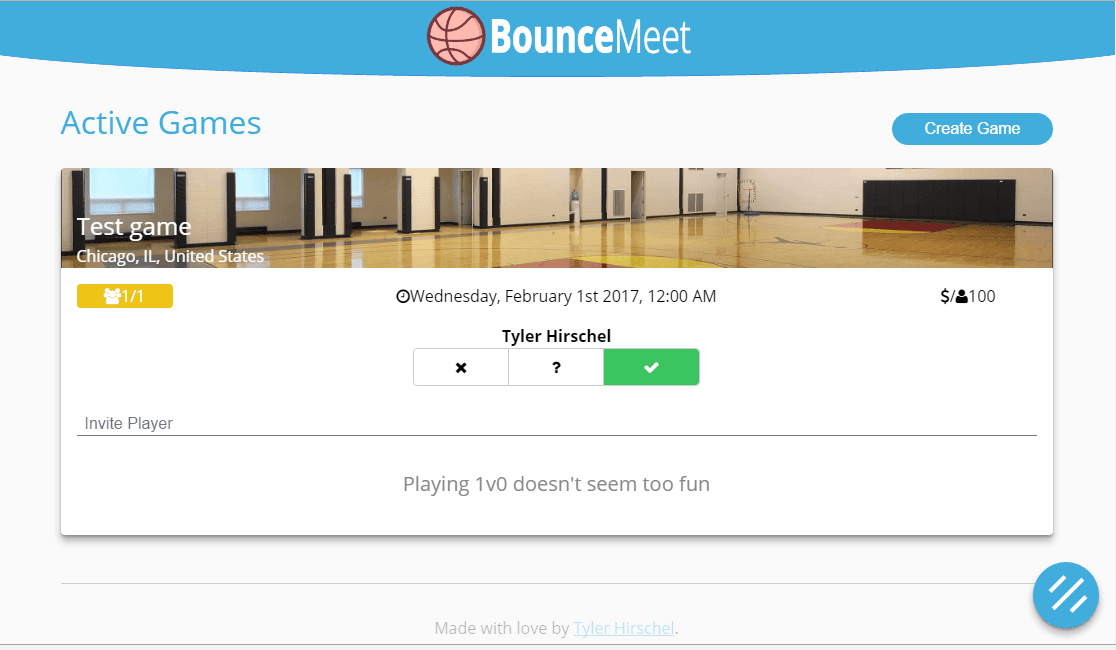 BounceMeet
Active Games
Create Game
Test game
Chicago, IL, United States
1/1
Wednesday, February 1st 2017, 12:00 AM
$/100
Tyler Hirschel
?
Invite Player
Playing 1v0 doesn't seem too fun
Made with love by Tyler Hirschel.